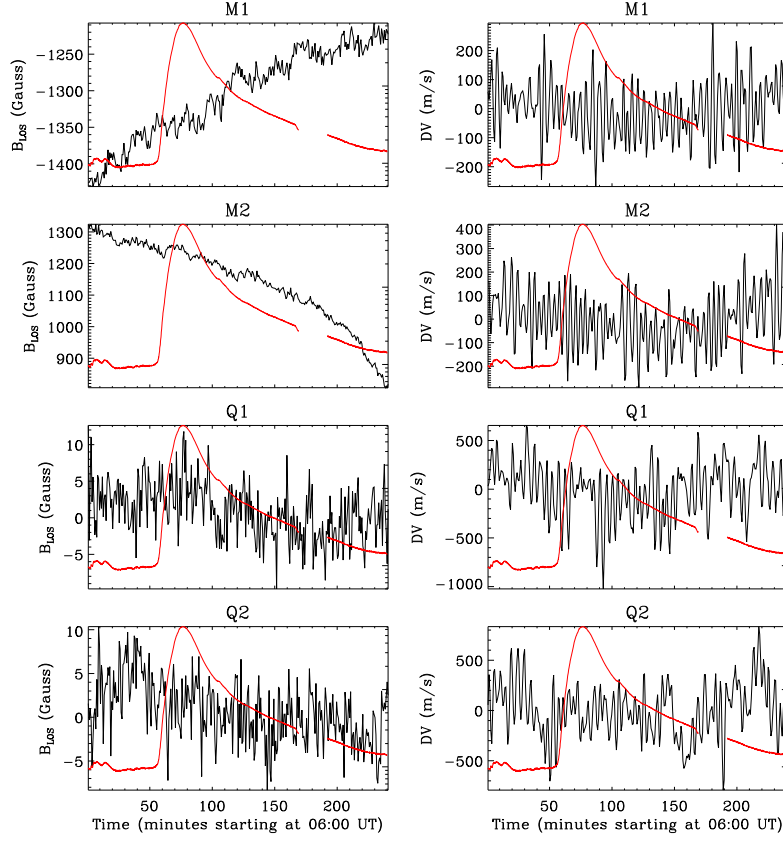 M1
M1
B_LOS (Gauss)
-1250
-1300
-1350
-1400
DV (m/s)
200
100
0
-100
-200
M2
M2
B_LOS (Gauss)
1300
1200
1100
1000
900
DV (m/s)
400
300
200
100
0
-100
-200
Q1
Q1
B_LOS (Gauss)
10
5
0
-5
DV (m/s)
500
0
-500
-1000
Q2
Q2
B_LOS (Gauss)
10
5
0
-5
DV (m/s)
500
0
-500
50 100 150 200
50 100 150 200
Time (minutes starting at 06:00 UT)
Time (minutes starting at 06:00 UT)